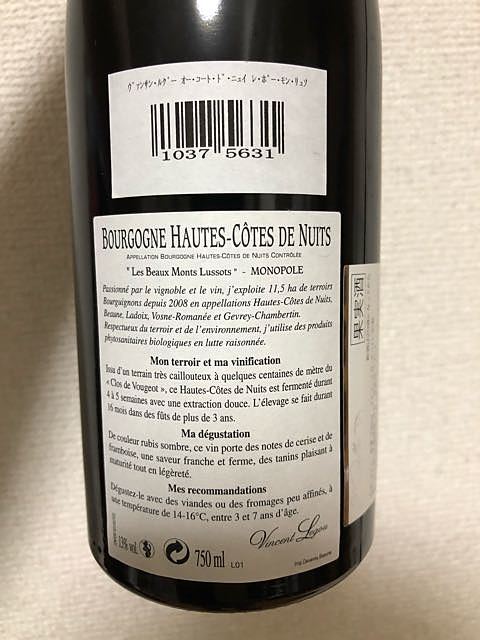 ヴァンサン・ルグー オー・コート・ド・ニュイ レ・ボー・モン・リュソ
1037 5631
BOURGOGNE HAUTES-CÔTES DE NUITS
APPELLATION BOURGOGNE HAUTES-CÔTES DE NUITS CONTRÔLÉE
"Les Beaux Monts Lussots" - MONOPOLE
Passionné par le vignoble et le vin, j'exploite 11,5 ha de terroirs
Bourguignons depuis 2008 en appellations Hautes-Côtes de Nuits,
Beaune, Ladoix, Vosne-Romanée et Gevrey-Chambertin.
Respectueux du terroir et de l'environnement, j'utilise des produits
phytosanitaires biologiques en lutte raisonnée.
Mon terroir et ma vinification
Issu d'un terrain très caillouteux à quelques centaines de mètre du
« Clos de Vougeot », ce Hautes-Côtes de Nuits est fermenté durant
4 à 5 semaines avec une extraction douce. L'élevage se fait durant
16 mois dans des fûts de plus de 3 ans.
Ma dégustation
De couleur rubis sombre, ce vin porte des notes de cerise et de
framboise, une saveur franche et ferme, des tanins plaisant à
maturité tout en légèreté.
Mes recommandations
Dégustez-le avec des viandes ou des fromages peu affinés, à
une température de 14-16°C, entre 3 et 7 ans d'âge.
Vincent Legou
13% vol. 750 ml L01
果実酒